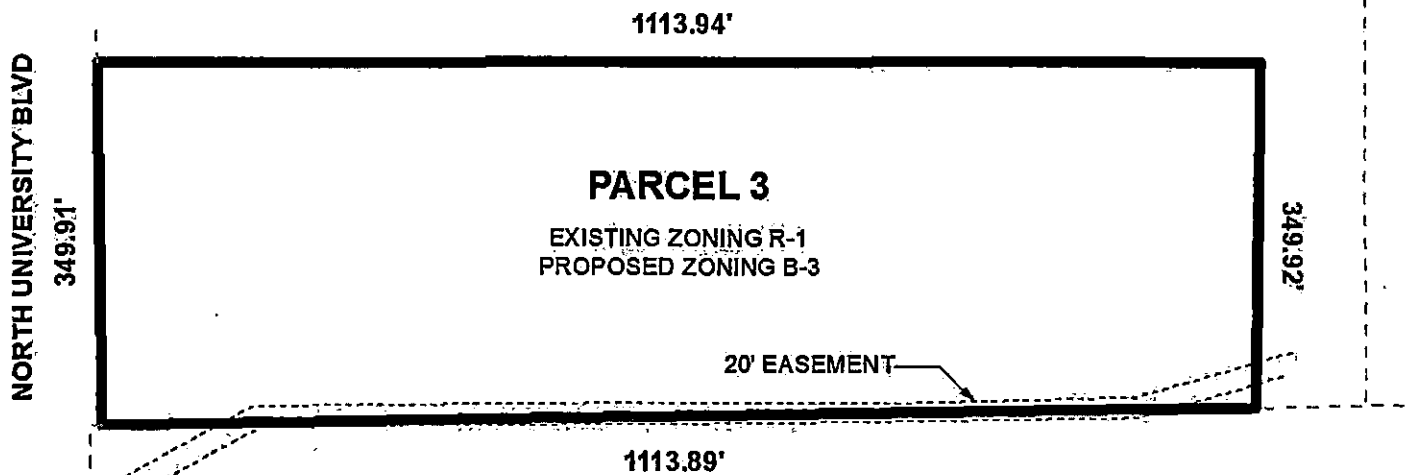 1113.94'
NORTH UNIVERSITY BLVD
349.91'
PARCEL 3
EXISTING ZONING R-1
PROPOSED ZONING B-3
349.92'
20' EASEMENT
1113.89'